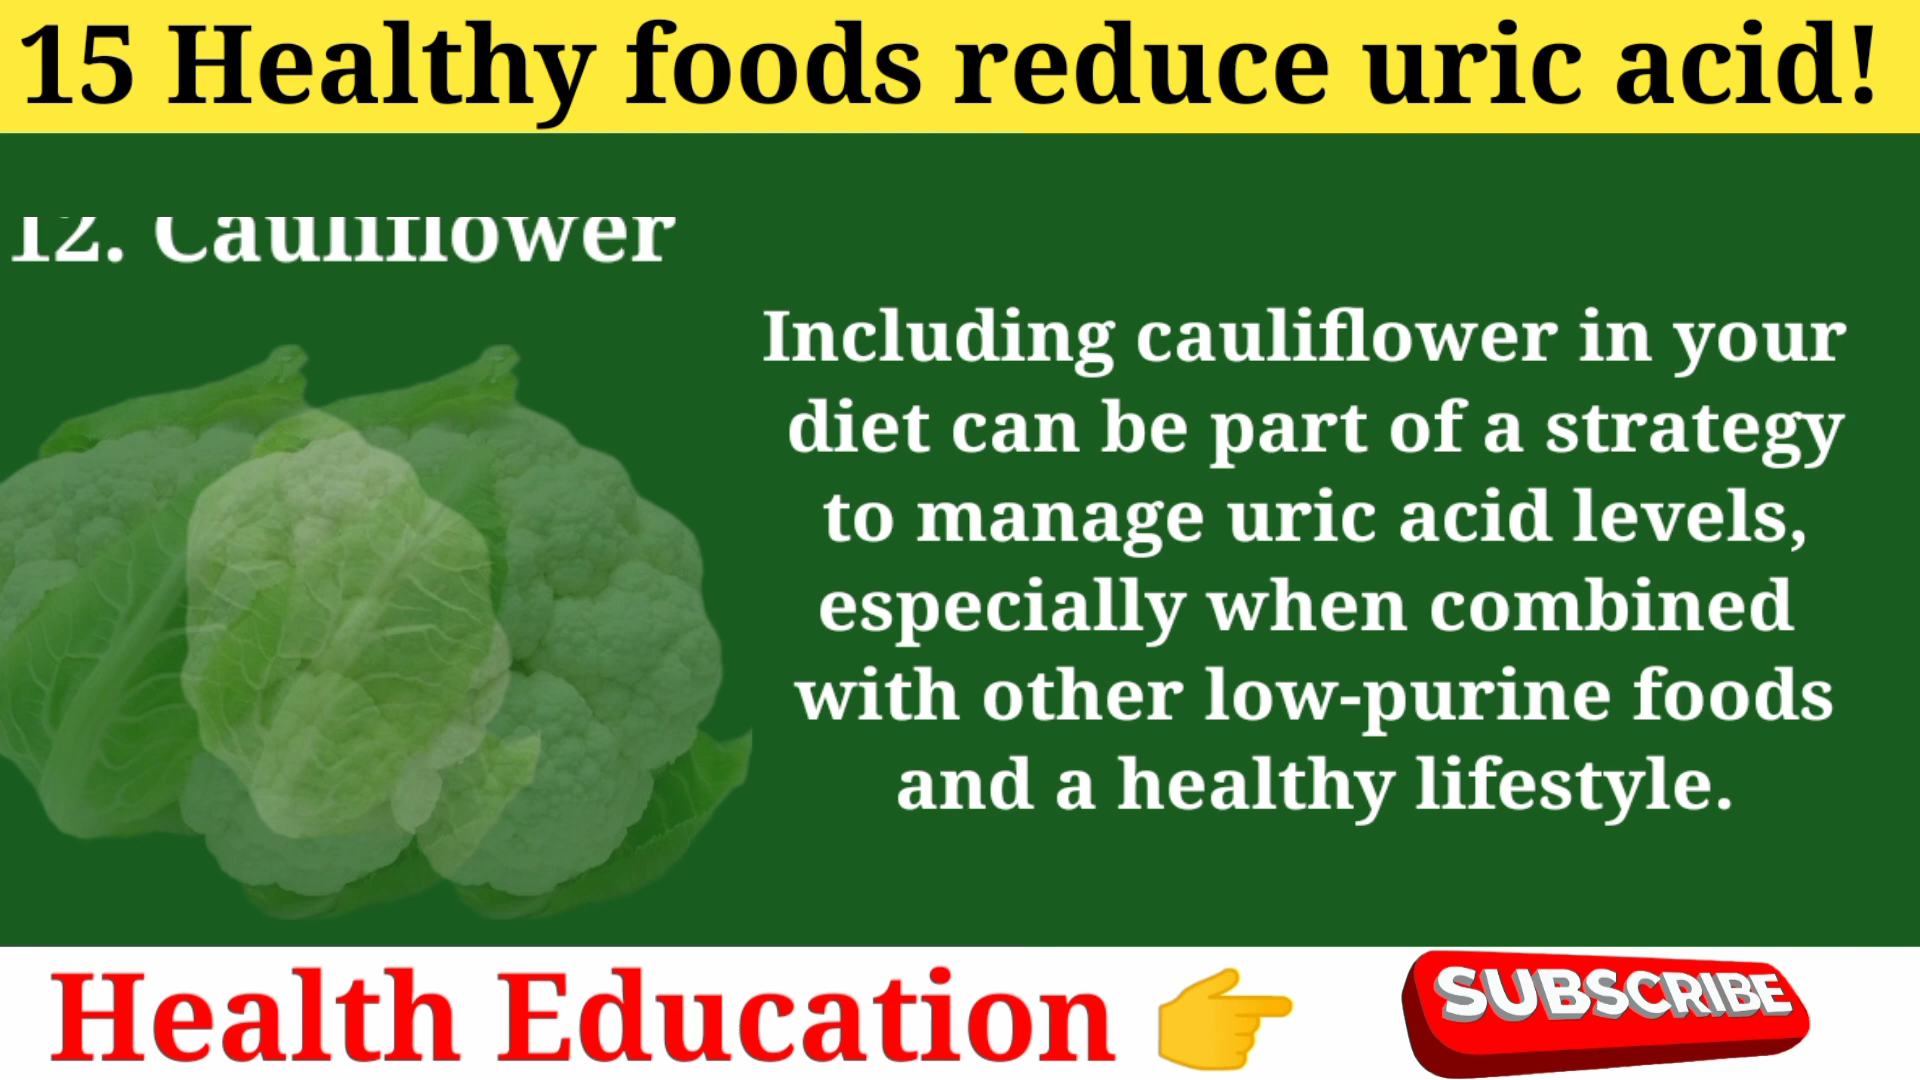 15 Healthy foods reduce uric acid!
12. Cauliflower
Including cauliflower in your
diet can be part of a strategy
to manage uric acid levels,
especially when combined
with other low-purine foods
and a healthy lifestyle.
Health Education
SUBSCRIBE